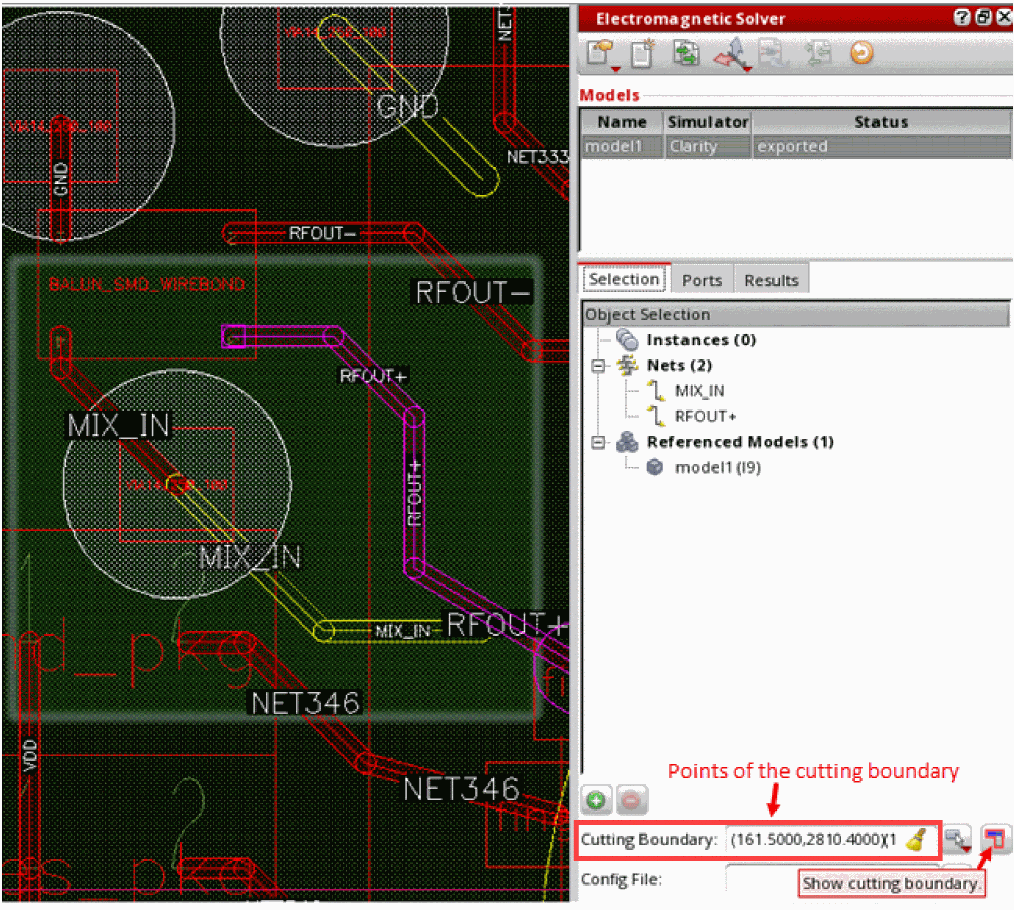 Electromagnetic Solver
Models
Name Simulator Status
model1 Clarity exported
Selection Ports Results
Object Selection
Instances (0)
Nets (2)
MIX_IN
RFOUT+
Referenced Models (1)
model1 (I9)
Points of the cutting boundary
Cutting Boundary: (161.5000,2810.4000)(1
Show cutting boundary.
Config File:
GND
NET
NET333
GND
RFOUT-
BALUN_SMD_WIREBOND
RFOUT-
RFOUT+
MIX_IN
RFOUT+
MIX_IN
MIX_IN
RFOUT+
d_pkg
NET346
VDD
NET346